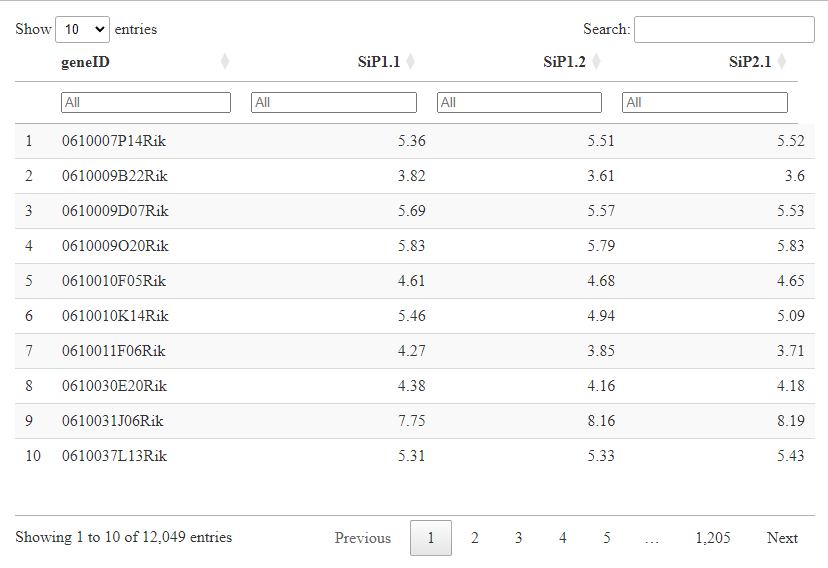 Show 10 entries Search:
geneID SiP1.1 SiP1.2 SiP2.1
All All All All
1 0610007P14Rik 5.36 5.51 5.52
2 0610009B22Rik 3.82 3.61 3.6
3 0610009D07Rik 5.69 5.57 5.53
4 0610009O20Rik 5.83 5.79 5.83
5 0610010F05Rik 4.61 4.68 4.65
6 0610010K14Rik 5.46 4.94 5.09
7 0610011F06Rik 4.27 3.85 3.71
8 0610030E20Rik 4.38 4.16 4.18
9 0610031J06Rik 7.75 8.16 8.19
10 0610037L13Rik 5.31 5.33 5.43
Showing 1 to 10 of 12,049 entries Previous 1 2 3 4 5 … 1,205 Next